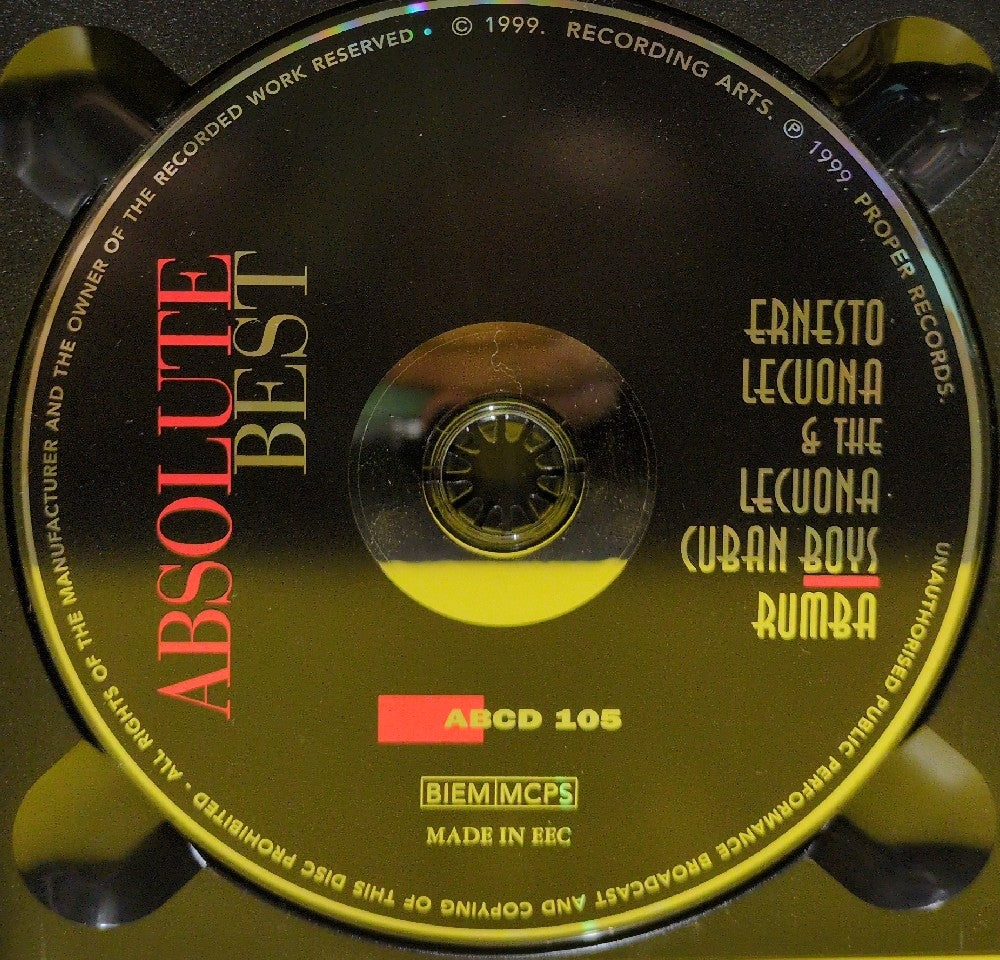 ALL RIGHTS OF THE MANUFACTURER AND THE OWNER OF THE RECORDED WORK RESERVED • © 1999. RECORDING ARTS. ℗ 1999. PROPER RECORDS.
UNAUTHORISED PUBLIC PERFORMANCE BROADCAST AND COPYING OF THIS DISC PROHIBITED •
ABSOLUTE
BEST
ERNESTO
LECUONA
& THE
LECUONA
CUBAN BOYS
RUMBA
ABCD 105
BIEM MCPS
MADE IN EEC